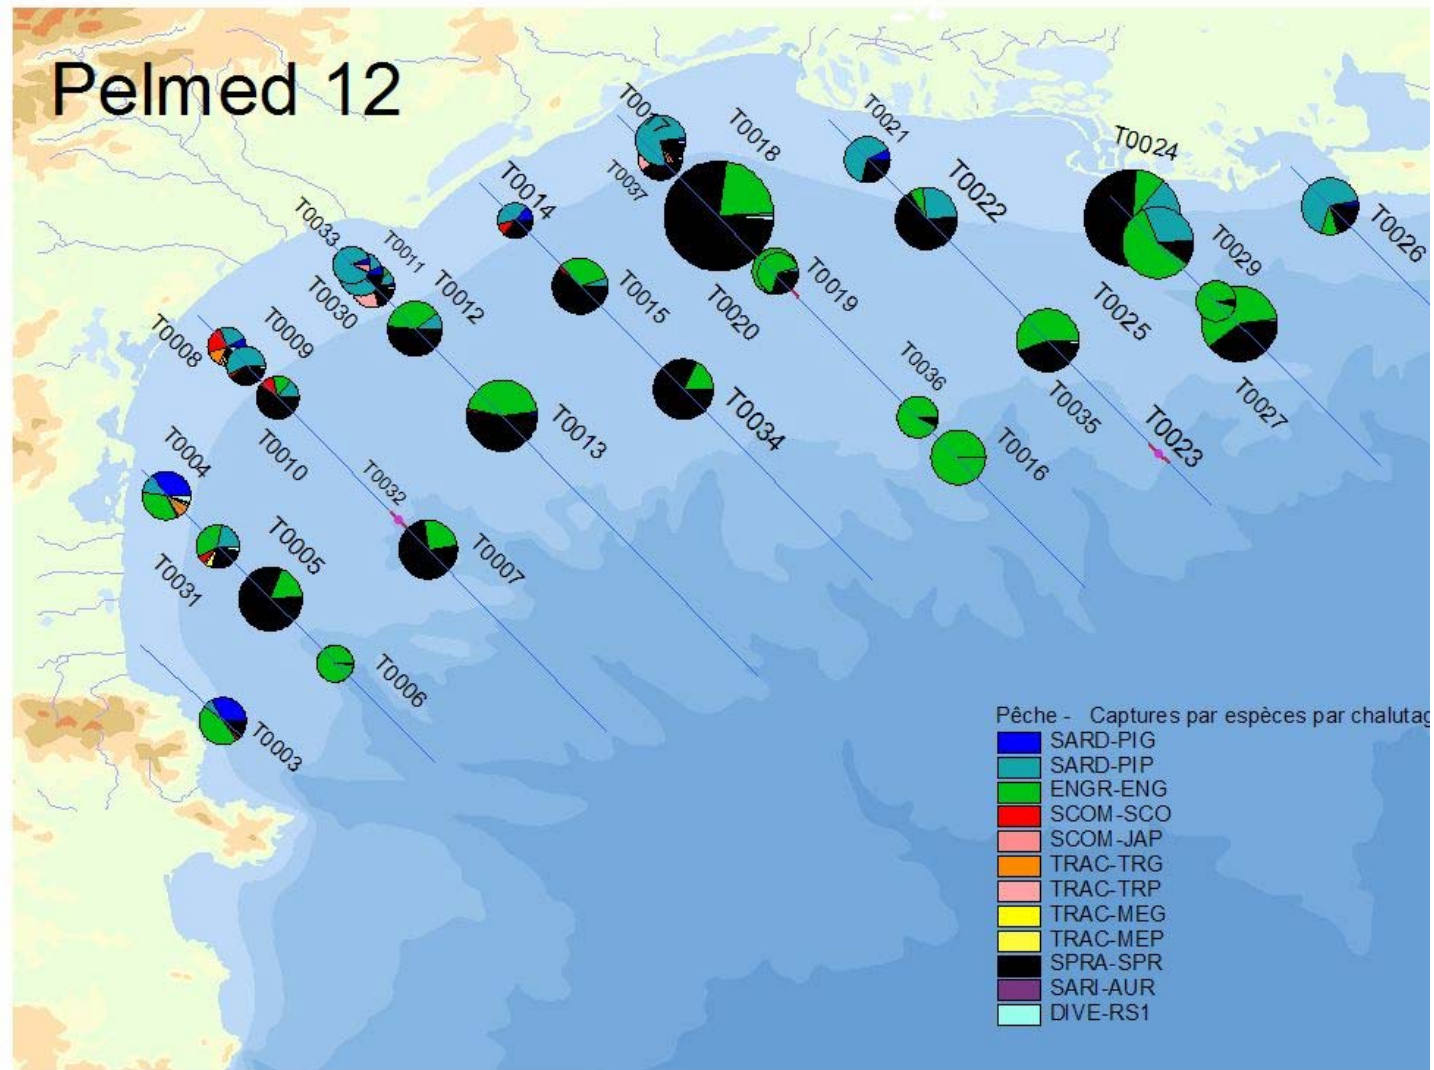 Pelmed 12
T0017
T0018
T0021
T0024
T0022
T0037
T0014
T0026
T0033
T0011
T0029
T0019
T0030
T0012
T0015
T0020
T0025
T0008
T0009
T0036
T0027
T0035
T0013
T0034
T0023
T0004
T0010
T0016
T0032
T0005
T0007
T0031
T0006
T0003
Pêche - Captures par espèces par chalutag
SARD-PIG
SARD-PIP
ENGR-ENG
SCOM-SCO
SCOM-JAP
TRAC-TRG
TRAC-TRP
TRAC-MEG
TRAC-MEP
SPRA-SPR
SARI-AUR
DIVE-RS1